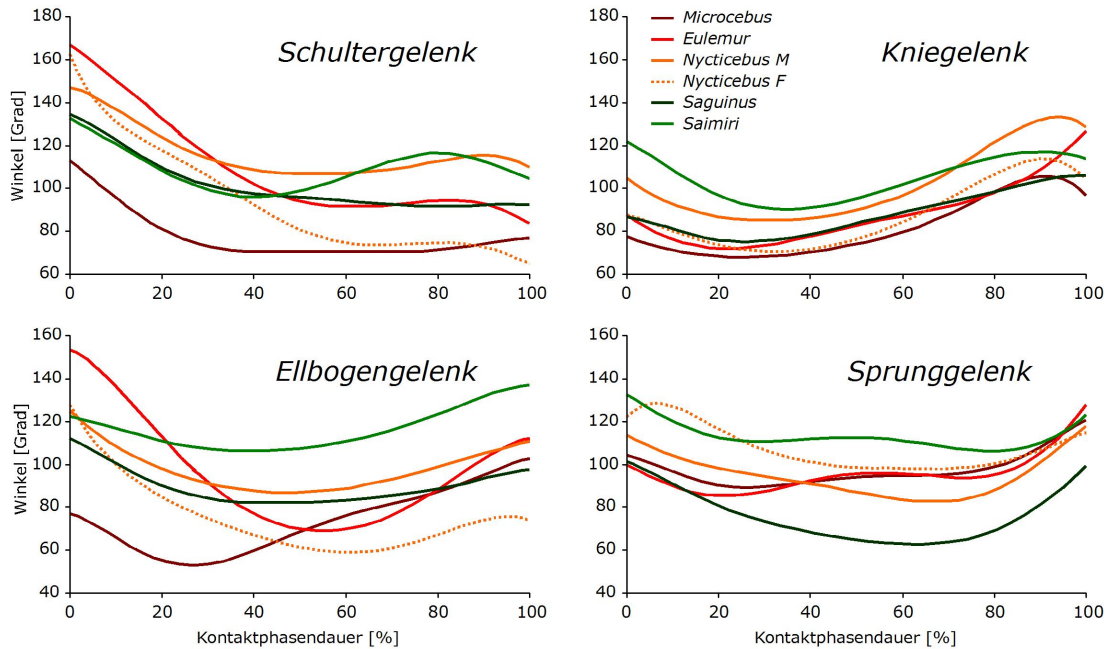 Schultergelenk
Winkel [Grad]
180
160
140
120
100
80
60
0 20 40 60 80 100
Kniegelenk
Microcebus
Eulemur
Nycticebus M
Nycticebus F
Saguinus
Saimiri
180
160
140
120
100
80
60
0 20 40 60 80 100
Ellbogengelenk
Winkel [Grad]
160
140
120
100
80
60
40
0 20 40 60 80 100
Kontaktphasendauer [%]
Sprunggelenk
160
140
120
100
80
60
40
0 20 40 60 80 100
Kontaktphasendauer [%]